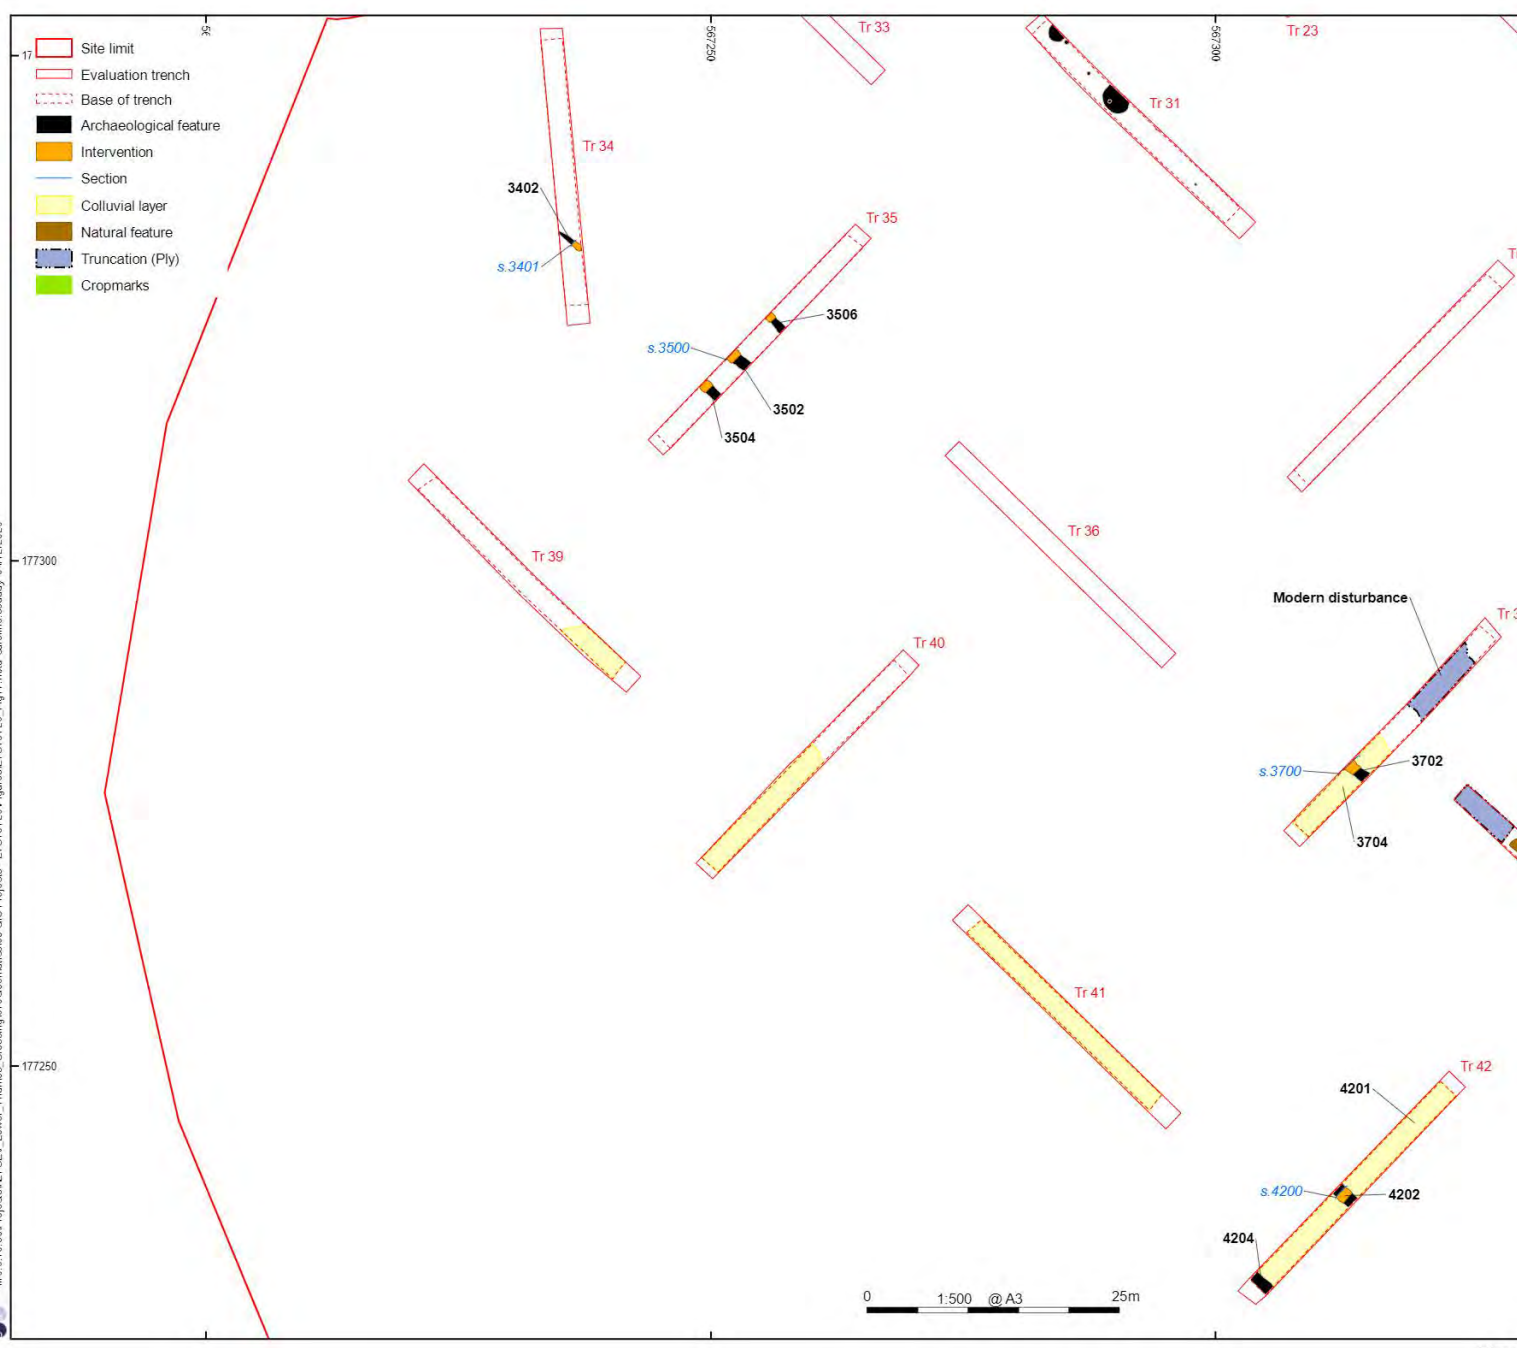 Site limit
Evaluation trench
Base of trench
Archaeological feature
Intervention
Section
Colluvial layer
Natural feature
Truncation (Ply)
Cropmarks
567250
567300
Tr 33
Tr 23
Tr 31
Tr 34
3402
s.3401
Tr 35
3506
s.3500
3502
3504
Tr 36
Tr 39
177300
Modern disturbance
Tr 40
3702
s.3700
3704
Tr 41
177250
Tr 42
4201
s.4200
4202
4204
0 1:500 @ A3 25m